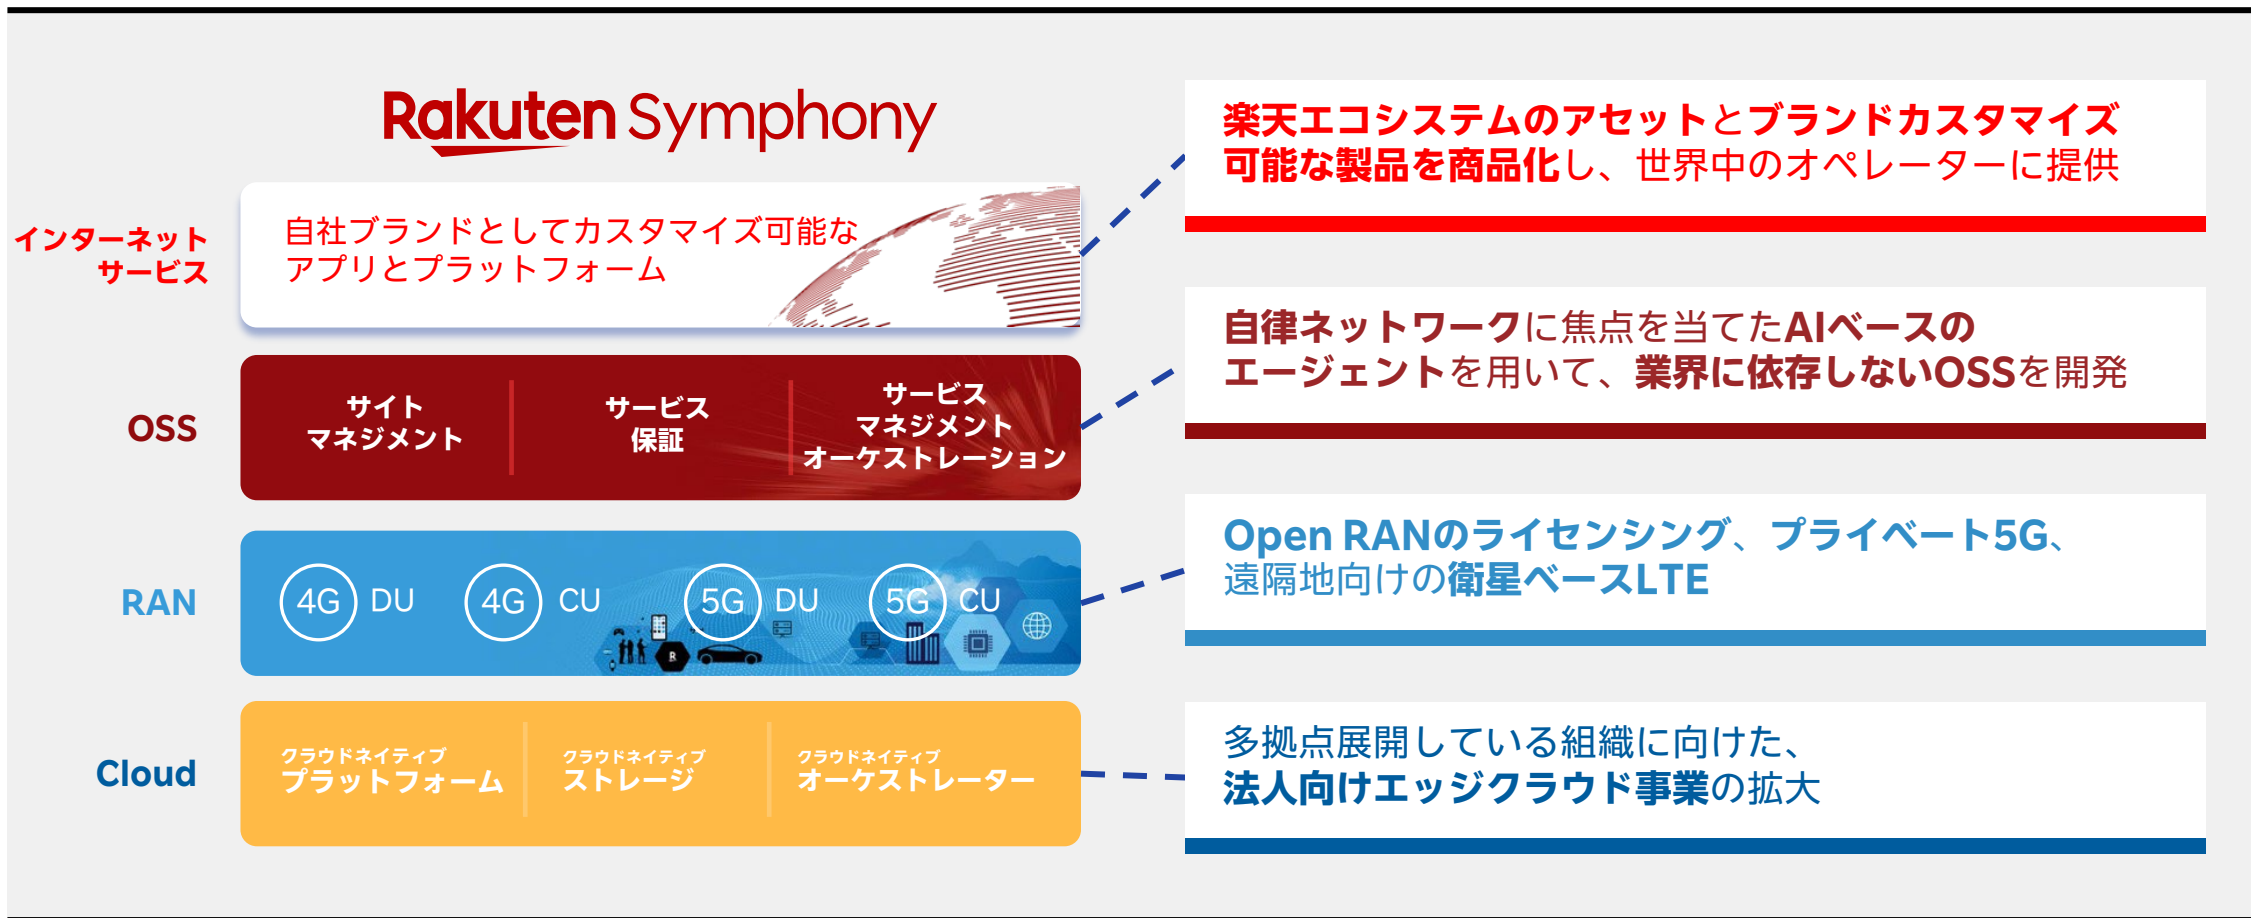 Rakuten Symphony
インターネット
サービス
自社ブランドとしてカスタマイズ可能な
アプリとプラットフォーム
楽天エコシステムのアセットとブランドカスタマイズ
可能な製品を商品化し、世界中のオペレーターに提供
OSS
サイト
マネジメント
サービス
保証
サービス
マネジメント
オーケストレーション
自律ネットワークに焦点を当てたAIベースの
エージェントを用いて、業界に依存しないOSSを開発
RAN
4G DU
4G CU
5G DU
5G CU
R
Open RANのライセンシング、プライベート5G、
遠隔地向けの衛星ベースLTE
Cloud
クラウドネイティブ
プラットフォーム
クラウドネイティブ
ストレージ
クラウドネイティブ
オーケストレーター
多拠点展開している組織に向けた、
法人向けエッジクラウド事業の拡大